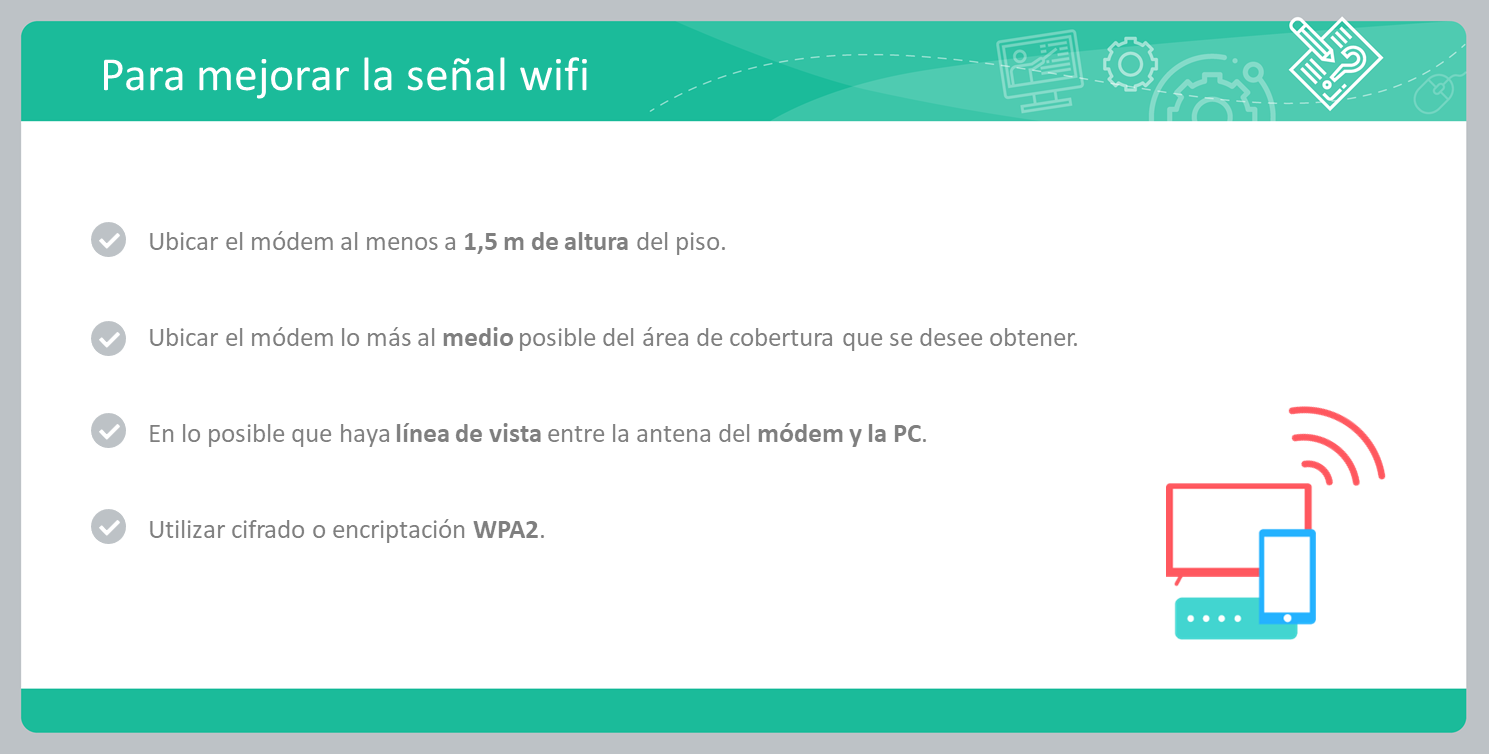 Para mejorar la señal wifi
Ubicar el módem al menos a 1,5 m de altura del piso.
Ubicar el módem lo más al medio posible del área de cobertura que se desee obtener.
En lo posible que haya línea de vista entre la antena del módem y la PC.
Utilizar cifrado o encriptación WPA2.